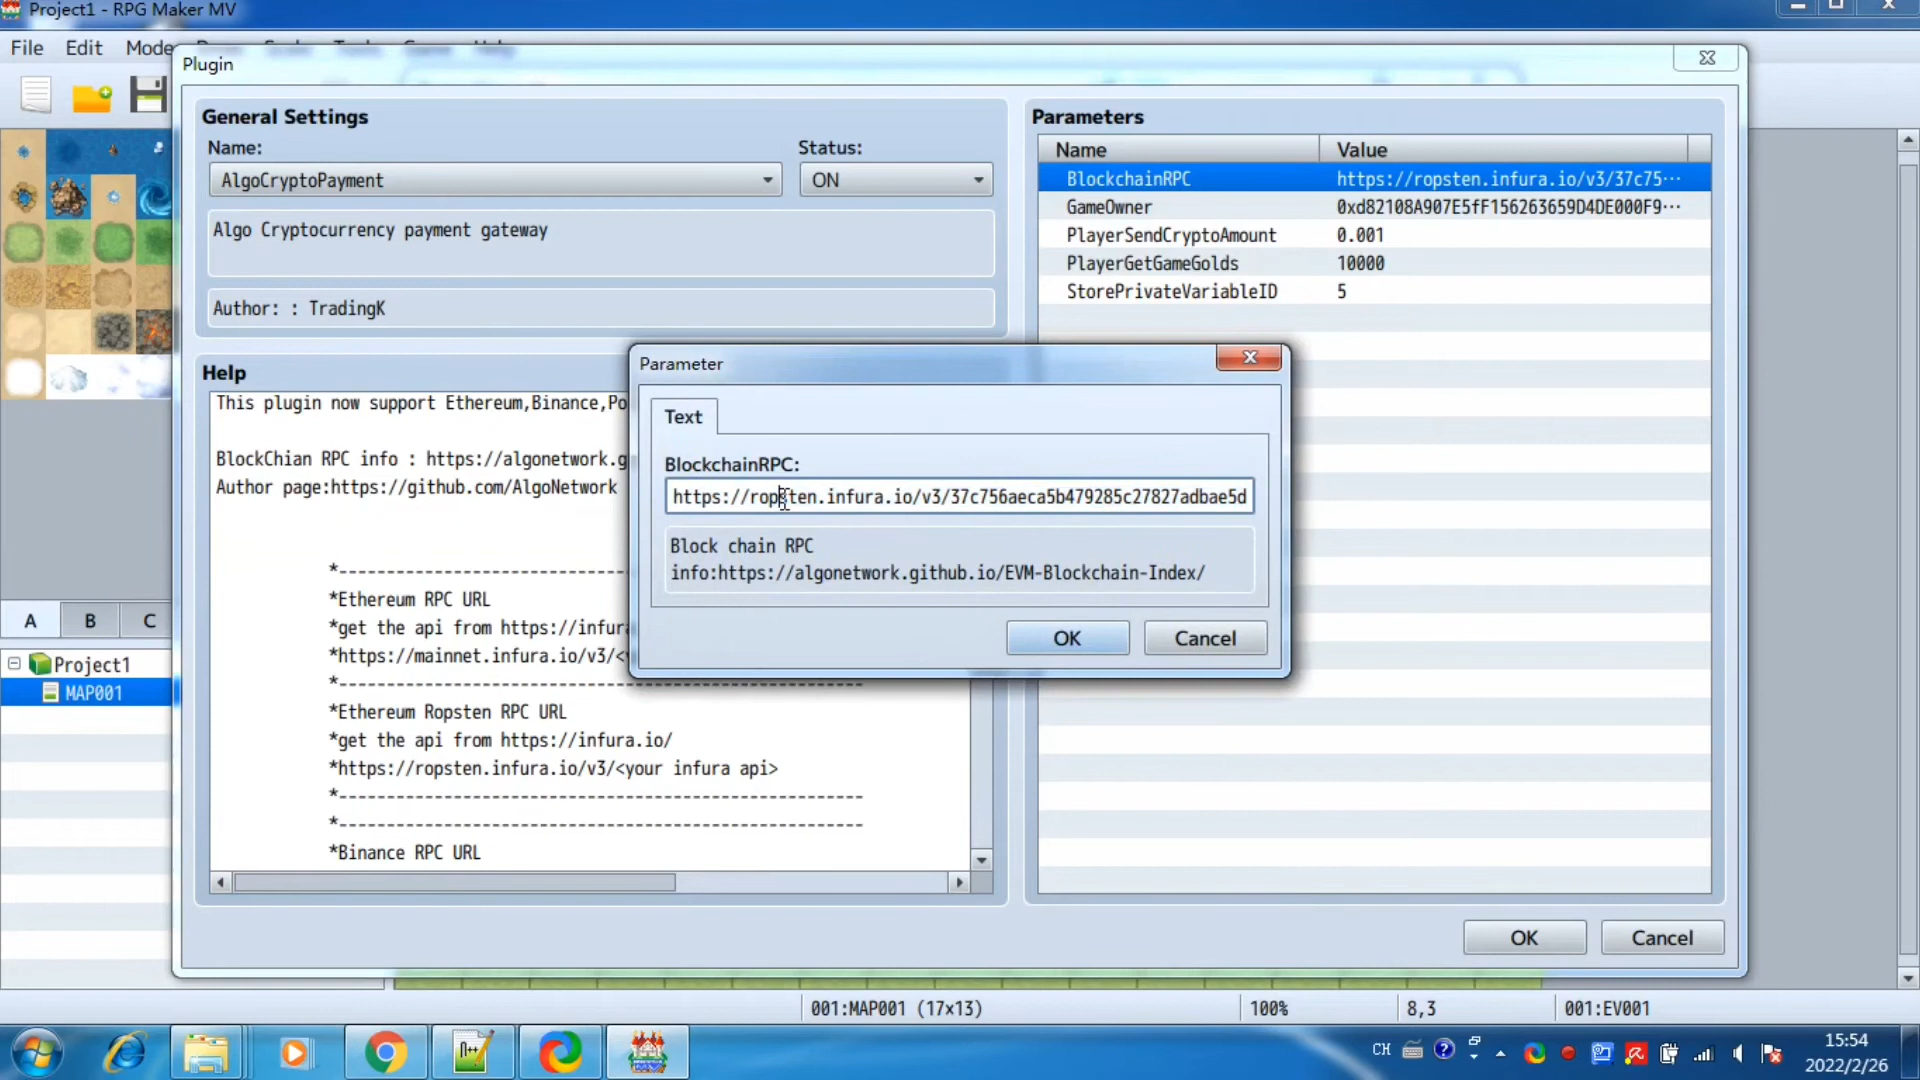 Project1 - RPG Maker MV
File Edit Mode
Plugin
General Settings
Name:
Status:
AlgoCryptoPayment
ON
Algo Cryptocurrency payment gateway
Author: : TradingK
Help
This plugin now support Ethereum,Binance,Po
BlockChian RPC info : https://algonetwork.g
Author page:https://github.com/AlgoNetwork
*-------------------------------
*Ethereum RPC URL
*get the api from https://infura
*https://mainnet.infura.io/v3/<y
*-------------------------------------------------------
*Ethereum Ropsten RPC URL
*get the api from https://infura.io/
*https://ropsten.infura.io/v3/<your infura api>
*-------------------------------------------------------
*-------------------------------------------------------
*Binance RPC URL
Parameters
Name Value
BlockchainRPC https://ropsten.infura.io/v3/37c75···
GameOwner 0xd82108A907E5fF156263659D4DE000F9···
PlayerSendCryptoAmount 0.001
PlayerGetGameGolds 10000
StorePrivateVariableID 5
Parameter
Text
BlockchainRPC:
https://ropsten.infura.io/v3/37c756aeca5b479285c27827adbae5d
Block chain RPC
info:https://algonetwork.github.io/EVM-Blockchain-Index/
OK Cancel
OK Cancel
A B C
Project1
MAP001
001:MAP001 (17x13) 100% 8,3 001:EV001
CH
15:54
2022/2/26